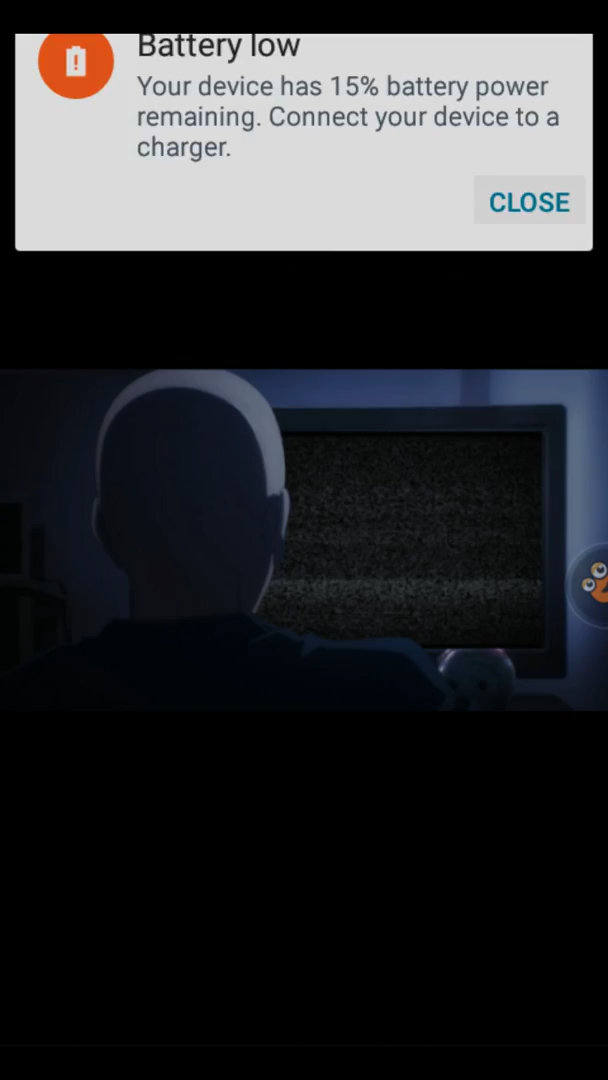 Battery low
Your device has 15% battery power
remaining. Connect your device to a
charger.
CLOSE